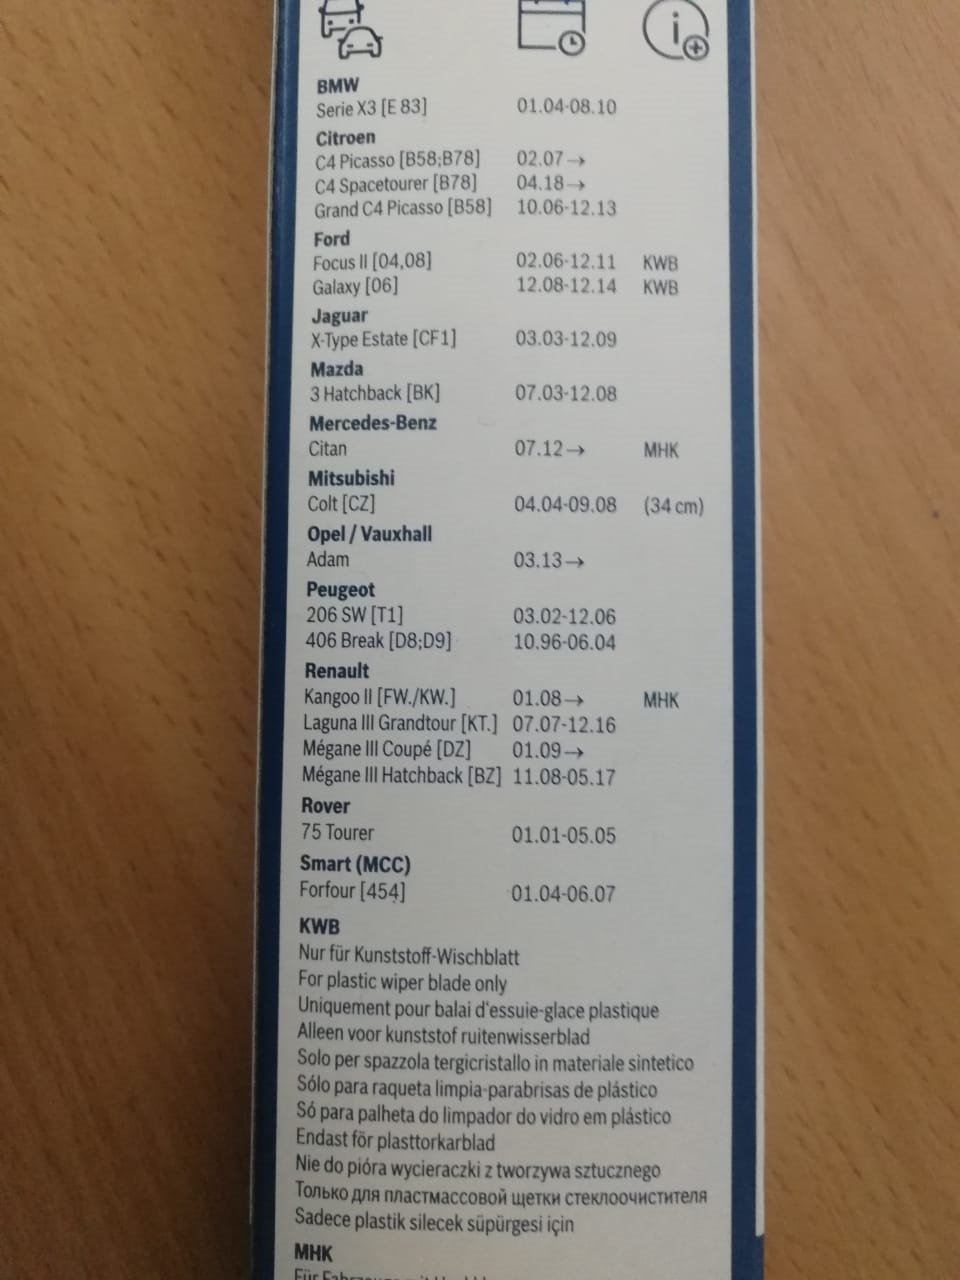 BMW
Serie X3 [E 83] 01.04-08.10
Citroen
C4 Picasso [B58;B78] 02.07→
C4 Spacetourer [B78] 04.18→
Grand C4 Picasso [B58] 10.06-12.13
Ford
Focus II [04,08] 02.06-12.11 KWB
Galaxy [06] 12.08-12.14 KWB
Jaguar
X-Type Estate [CF1] 03.03-12.09
Mazda
3 Hatchback [BK] 07.03-12.08
Mercedes-Benz
Citan 07.12→ MHK
Mitsubishi
Colt [CZ] 04.04-09.08 (34 cm)
Opel / Vauxhall
Adam 03.13→
Peugeot
206 SW [T1] 03.02-12.06
406 Break [D8;D9] 10.96-06.04
Renault
Kangoo II [FW./KW.] 01.08→ MHK
Laguna III Grandtour [KT.] 07.07-12.16
Mégane III Coupé [DZ] 01.09→
Mégane III Hatchback [BZ] 11.08-05.17
Rover
75 Tourer 01.01-05.05
Smart (MCC)
Forfour [454] 01.04-06.07
KWB
Nur für Kunststoff-Wischblatt
For plastic wiper blade only
Uniquement pour balai d'essuie-glace plastique
Alleen voor kunststof ruitenwisserblad
Solo per spazzola tergicristallo in materiale sintetico
Sólo para raqueta limpia-parabrisas de plástico
Só para palheta do limpador do vidro em plástico
Endast för plasttorkarblad
Nie do pióra wycieraczki z tworzywa sztucznego
Только для пластмассовой щетки стеклоочистителя
Sadece plastik silecek süpürgesi için
MHK
Für